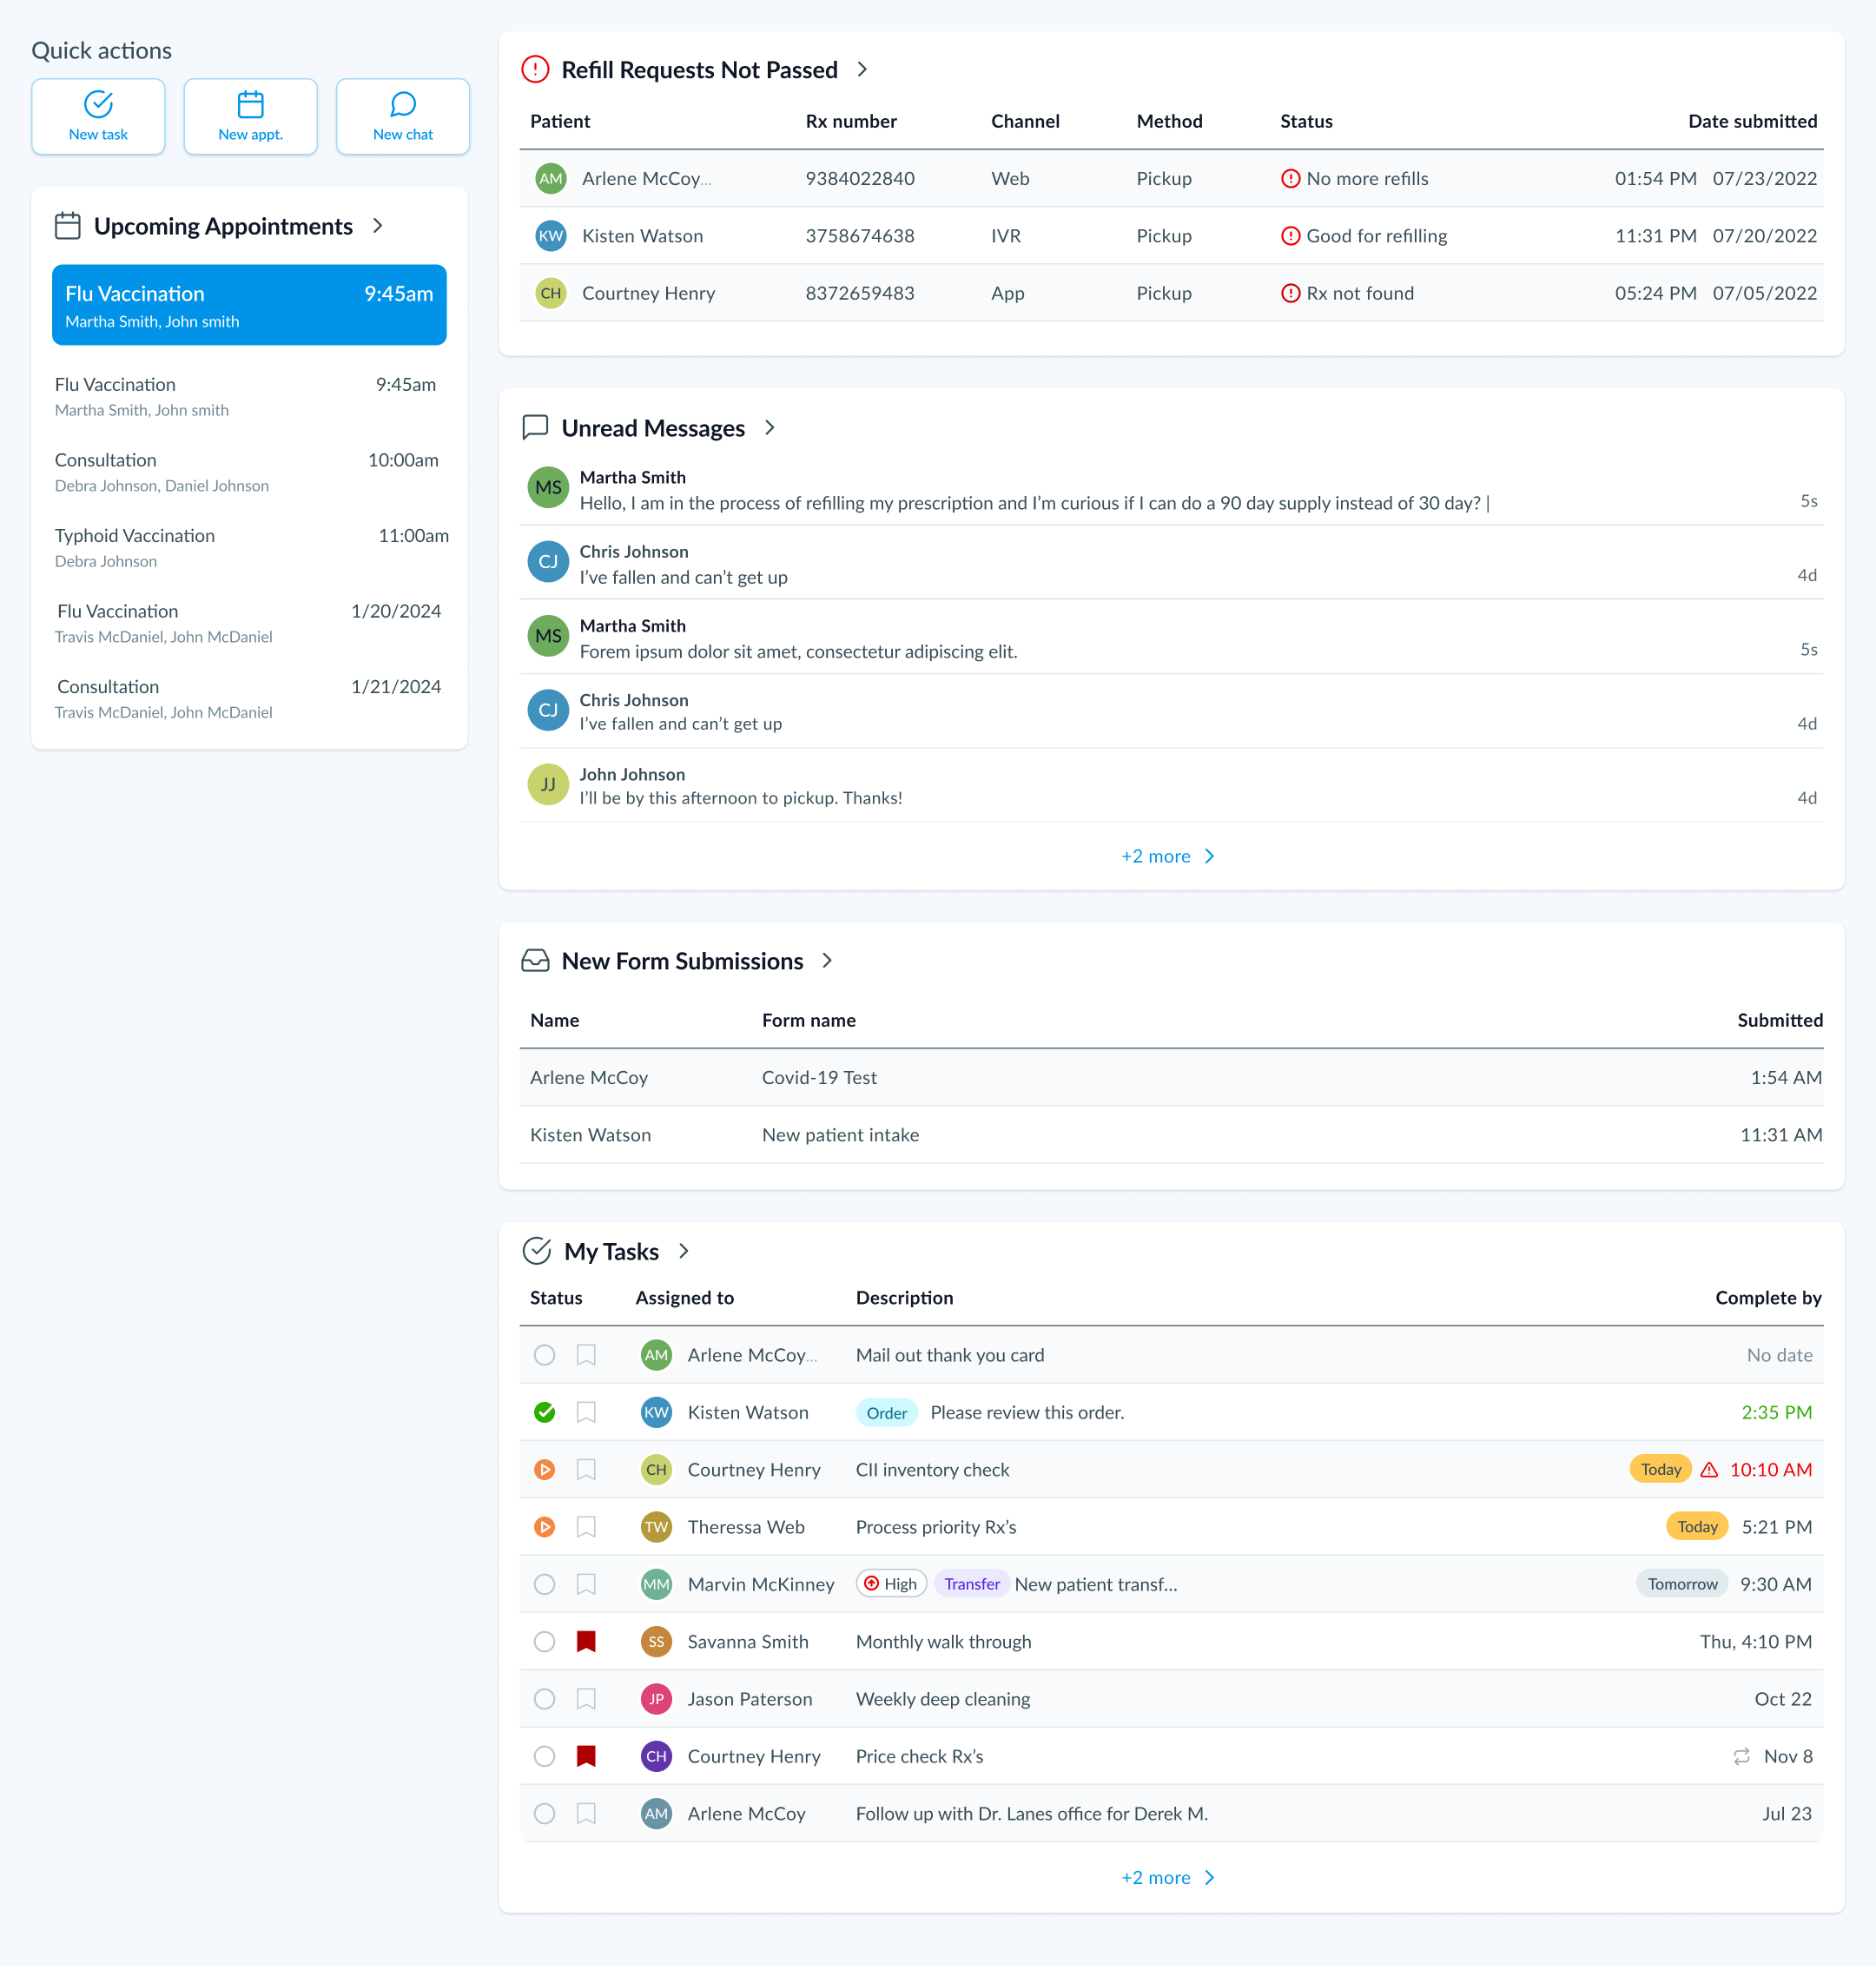 Quick actions
New task
New appt.
New chat
Upcoming Appointments
Flu Vaccination 9:45am
Martha Smith, John smith
Flu Vaccination 9:45am
Martha Smith, John smith
Consultation 10:00am
Debra Johnson, Daniel Johnson
Typhoid Vaccination 11:00am
Debra Johnson
Flu Vaccination 1/20/2024
Travis McDaniel, John McDaniel
Consultation 1/21/2024
Travis McDaniel, John McDaniel
Refill Requests Not Passed
Patient Rx number Channel Method Status Date submitted
AM Arlene McCoy... 9384022840 Web Pickup No more refills 01:54 PM 07/23/2022
KW Kisten Watson 3758674638 IVR Pickup Good for refilling 11:31 PM 07/20/2022
CH Courtney Henry 8372659483 App Pickup Rx not found 05:24 PM 07/05/2022
Unread Messages
MS Martha Smith
Hello, I am in the process of refilling my prescription and I’m curious if I can do a 90 day supply instead of 30 day? | 5s
CJ Chris Johnson
I’ve fallen and can’t get up 4d
MS Martha Smith
Forem ipsum dolor sit amet, consectetur adipiscing elit. 5s
CJ Chris Johnson
I’ve fallen and can’t get up 4d
JJ John Johnson
I’ll be by this afternoon to pickup. Thanks! 4d
+2 more
New Form Submissions
Name Form name Submitted
Arlene McCoy Covid-19 Test 1:54 AM
Kisten Watson New patient intake 11:31 AM
My Tasks
Status Assigned to Description Complete by
AM Arlene McCoy... Mail out thank you card No date
KW Kisten Watson Order Please review this order. 2:35 PM
CH Courtney Henry CII inventory check Today 10:10 AM
TW Theressa Web Process priority Rx’s Today 5:21 PM
MM Marvin McKinney High Transfer New patient transf... Tomorrow 9:30 AM
SS Savanna Smith Monthly walk through Thu, 4:10 PM
JP Jason Paterson Weekly deep cleaning Oct 22
CH Courtney Henry Price check Rx’s Nov 8
AM Arlene McCoy Follow up with Dr. Lanes office for Derek M. Jul 23
+2 more